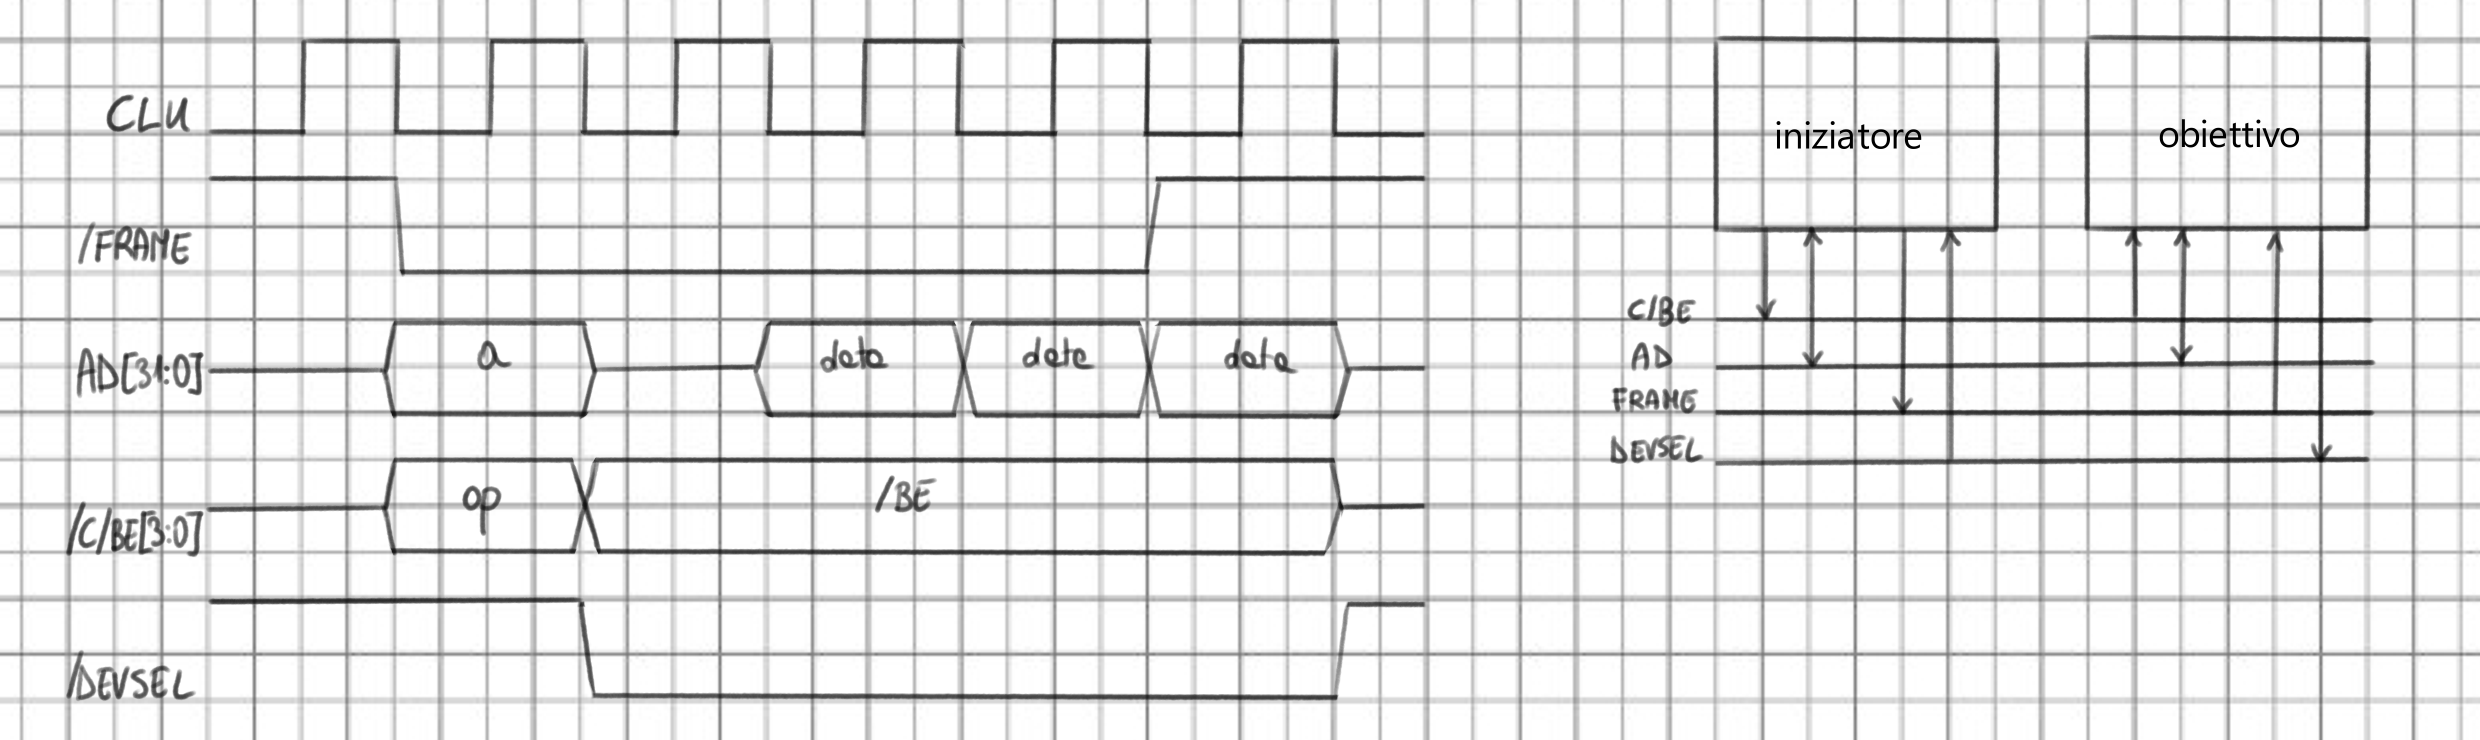 CLK
/FRAME
AD[31:0]
a
data
data
data
/C/BE[3:0]
op
/BE
/DEVSEL
iniziatore
obiettivo
C/BE
AD
FRAME
DEVSEL